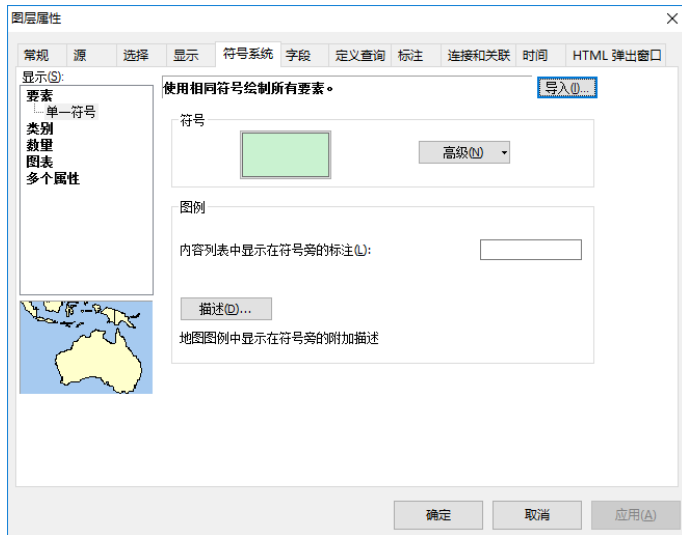 图层属性
常规 源 选择 显示 符号系统 字段 定义查询 标注 连接和关联 时间 HTML 弹出窗口
显示(S):
要素
单一符号
类别
数量
图表
多个属性
使用相同符号绘制所有要素。
导入(I)...
符号
高级(N)
图例
内容列表中显示在符号旁的标注(L):
描述(D)...
地图图例中显示在符号旁的附加描述
确定 取消 应用(A)